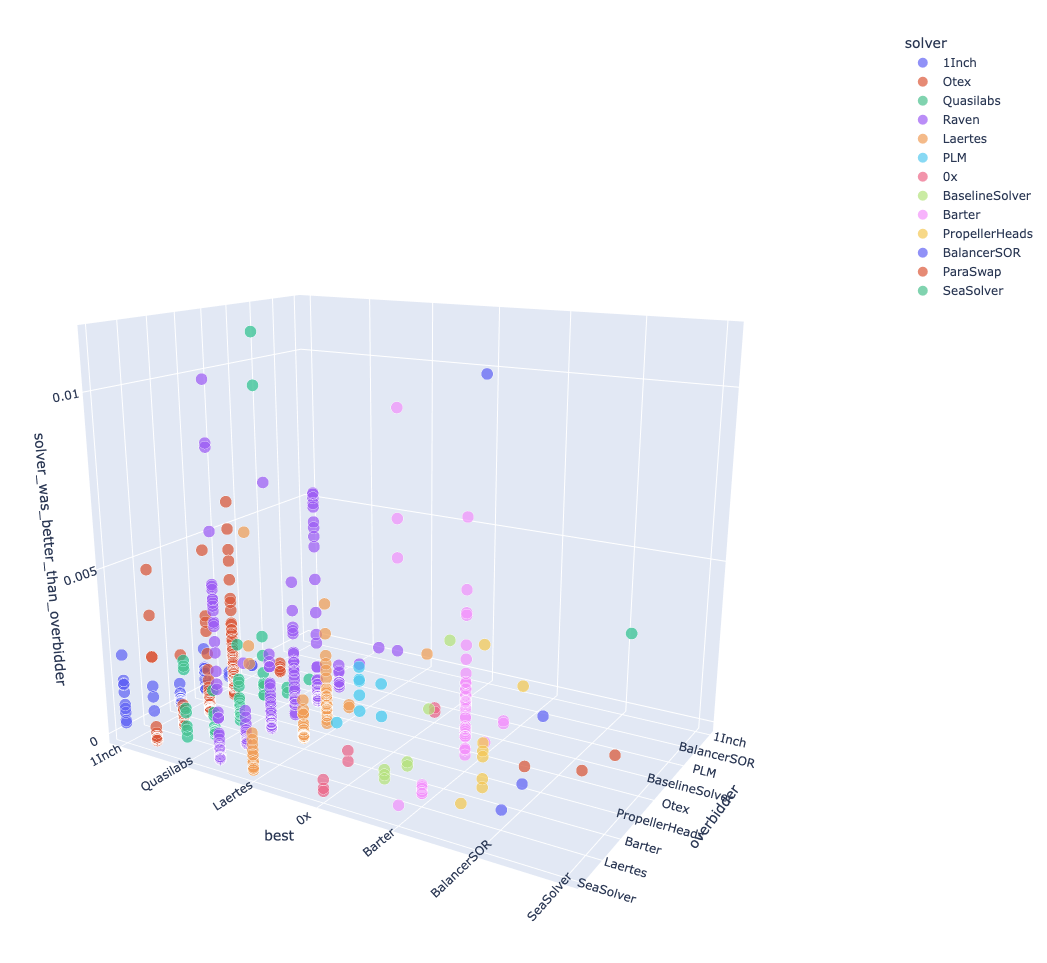 solver
1Inch
Otex
Quasilabs
Raven
Laertes
PLM
0x
BaselineSolver
Barter
PropellerHeads
BalancerSOR
ParaSwap
SeaSolver
0.01
0.005
0
solver_was_better_than_overbidder
1Inch
Quasilabs
Laertes
0x
Barter
BalancerSOR
SeaSolver
best
1Inch
BalancerSOR
PLM
BaselineSolver
Otex
PropellerHeads
Barter
Laertes
SeaSolver
overbidder